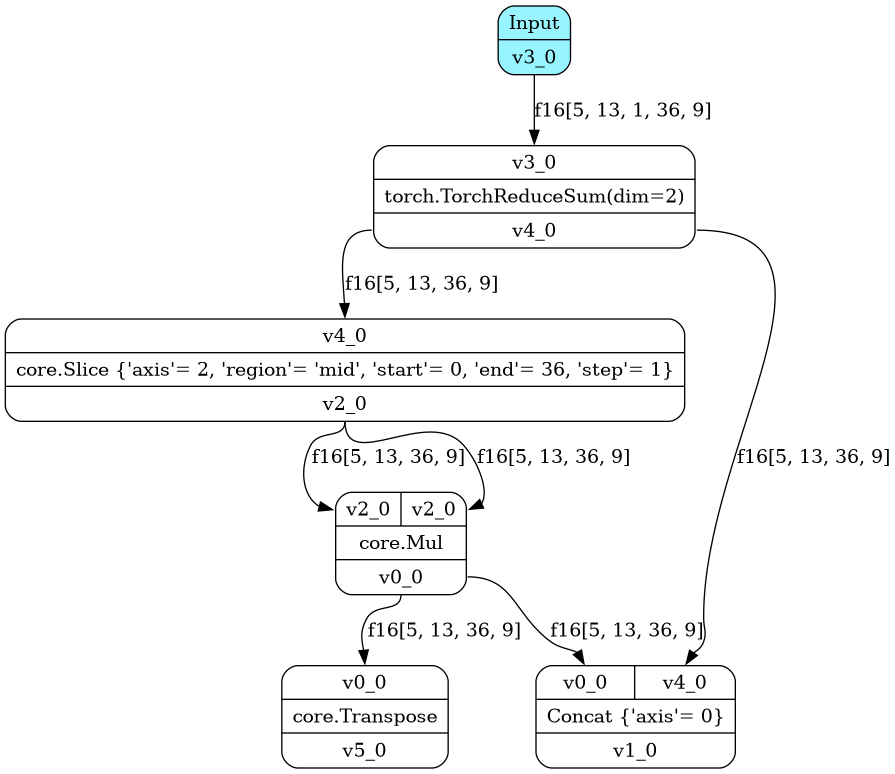 Input
v3_0
f16[5, 13, 1, 36, 9]
v3_0
torch.TorchReduceSum(dim=2)
v4_0
f16[5, 13, 36, 9]
v4_0
core.Slice {'axis'= 2, 'region'= 'mid', 'start'= 0, 'end'= 36, 'step'= 1}
v2_0
f16[5, 13, 36, 9]
f16[5, 13, 36, 9]
f16[5, 13, 36, 9]
v2_0 v2_0
core.Mul
v0_0
f16[5, 13, 36, 9]
f16[5, 13, 36, 9]
v0_0
core.Transpose
v5_0
v0_0 v4_0
Concat {'axis'= 0}
v1_0